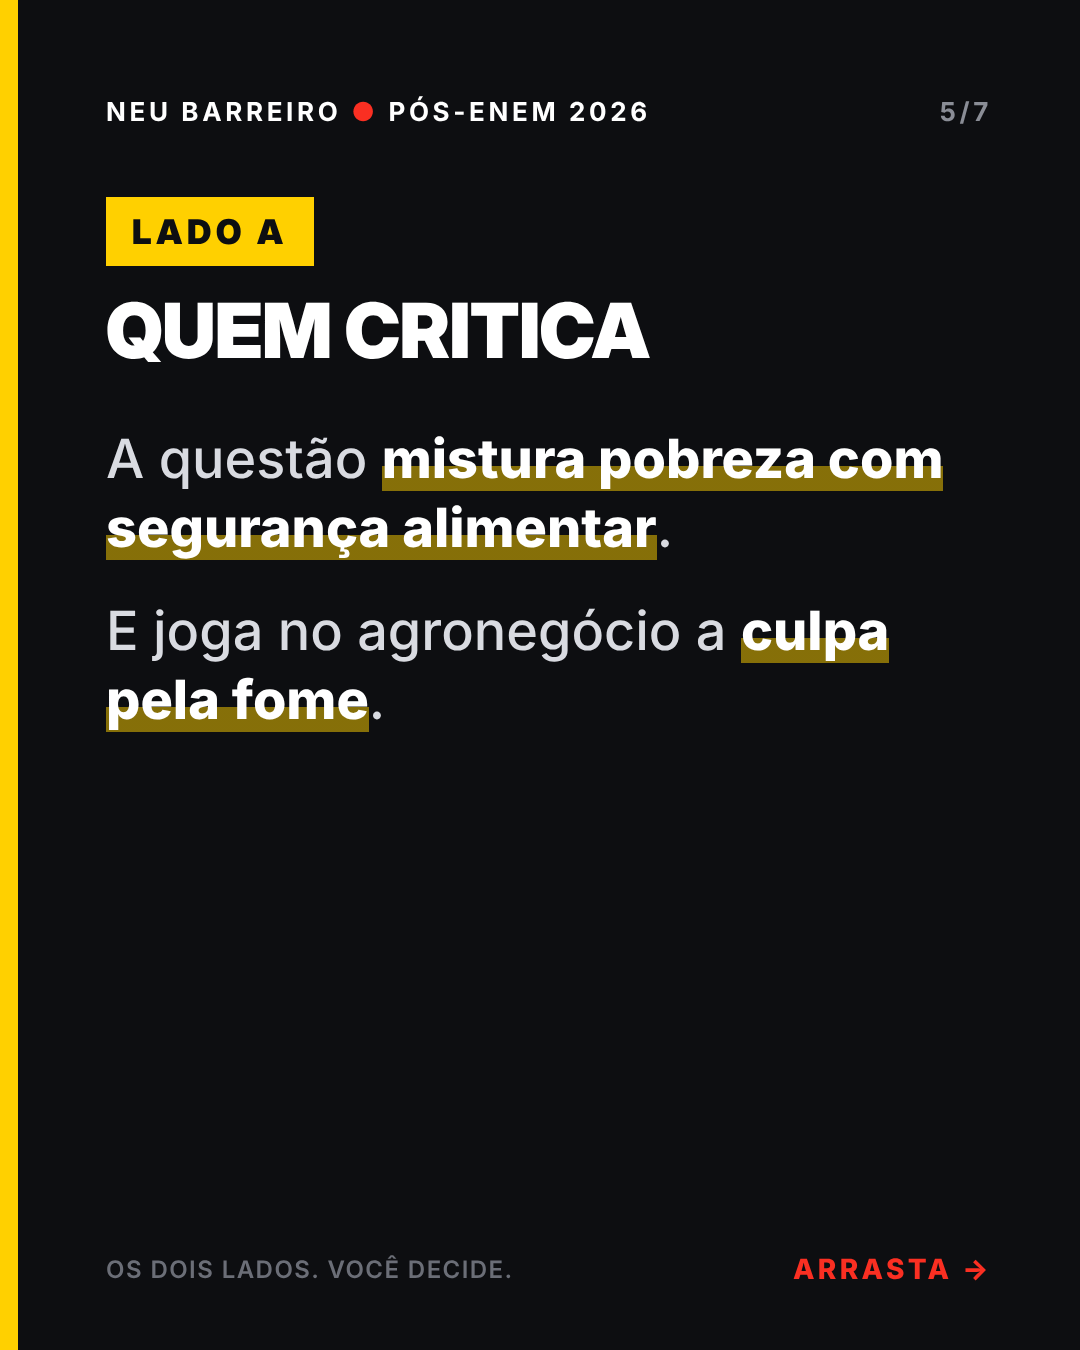 NEU BARREIRO ● PÓS-ENEM 2026
5/7
LADO A
QUEM CRITICA
A questão mistura pobreza com
segurança alimentar.
E joga no agronegócio a culpa
pela fome.
OS DOIS LADOS. VOCÊ DECIDE.
ARRASTA →